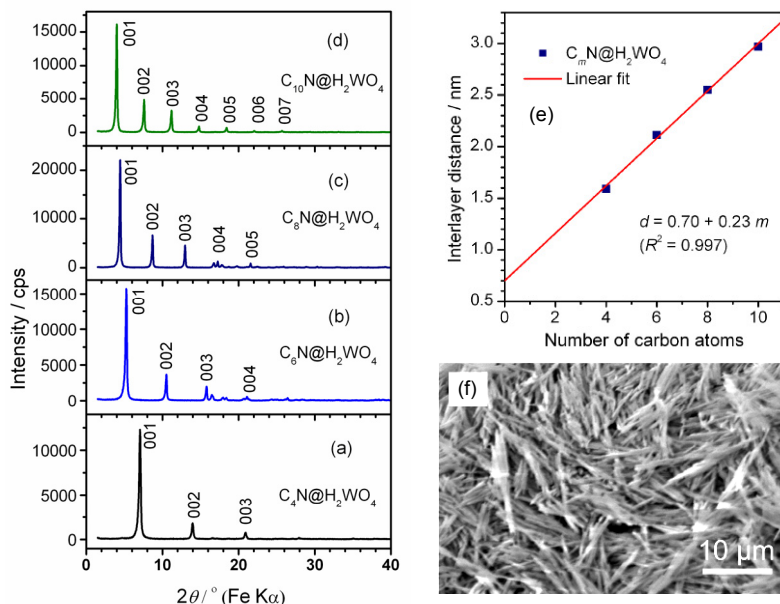 Intensity / cps
15000
10000
5000
0
001
002
003
004
005
006
007
(d)
C₁₀N@H₂WO₄
20000
10000
0
001
002
003
004
005
(c)
C₈N@H₂WO₄
15000
10000
5000
0
001
002
003
004
(b)
C₆N@H₂WO₄
15000
10000
5000
0
001
002
003
(a)
C₄N@H₂WO₄
0 10 20 30 40
2θ / ° (Fe Kα)
Interlayer distance / nm
3.0
2.5
2.0
1.5
1.0
0.5
CₘN@H₂WO₄
Linear fit
(e)
d = 0.70 + 0.23 m
(R² = 0.997)
0 2 4 6 8 10
Number of carbon atoms
(f)
10 µm